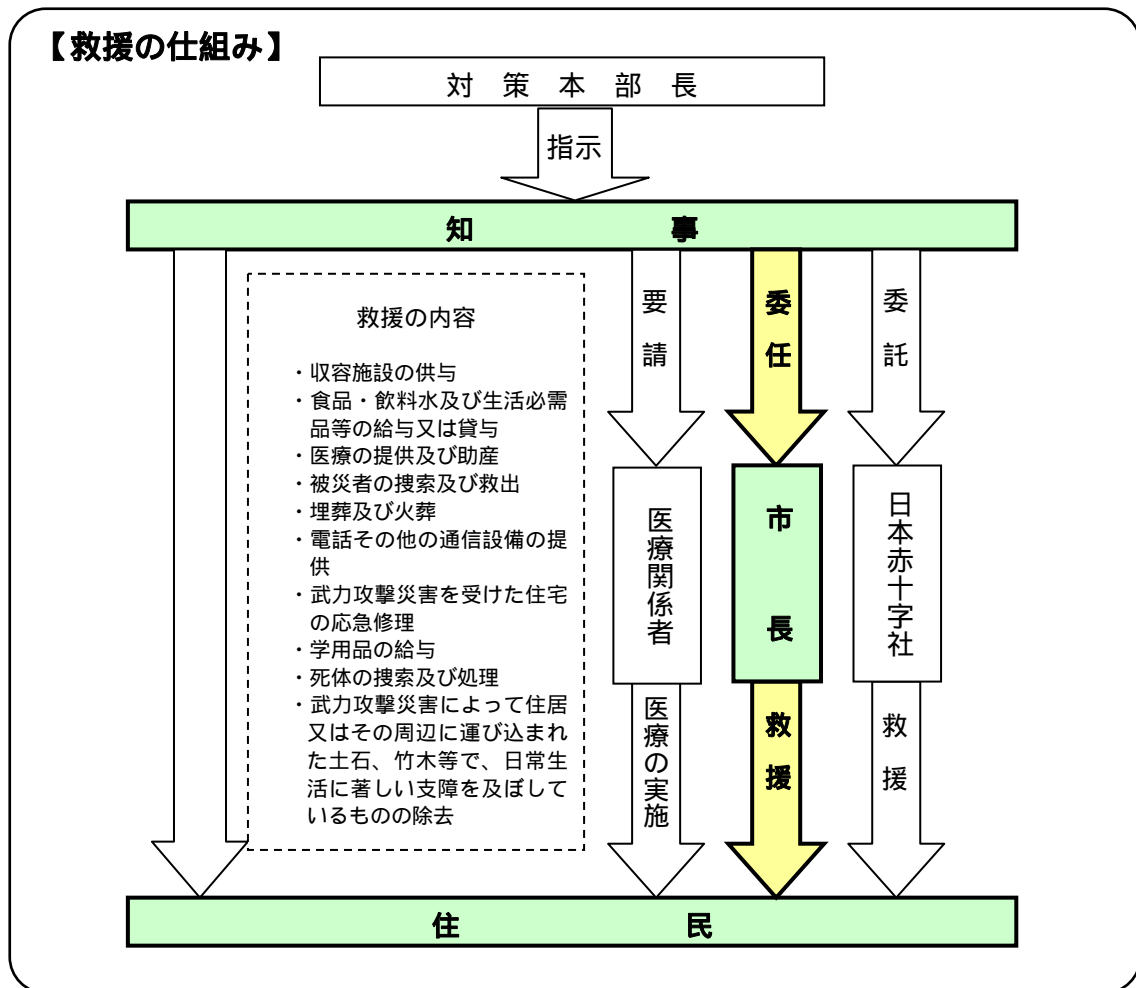 【救援の仕組み】
対策本部長
指示
知事
救援の内容
・収容施設の供与
・食品・飲料水及び生活必需
品等の給与又は貸与
・医療の提供及び助産
・被災者の捜索及び救出
・埋葬及び火葬
・電話その他の通信設備の提
供
・武力攻撃災害を受けた住宅
の応急修理
・学用品の給与
・死体の捜索及び処理
・武力攻撃災害によって住居
又はその周辺に運び込まれ
た土石、竹木等で、日常生
活に著しい支障を及ぼして
いるものの除去
要請
委任
委託
医療関係者
市長
日本赤十字社
医療の実施
救援
救援
住民